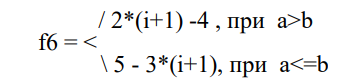 / 2*(i+1) -4 , при a>b
f6 = <
\ 5 - 3*(i+1), при a<=b